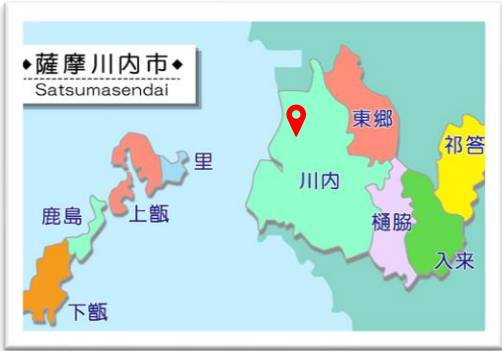 ◆薩摩川内市◆
Satsumasendai
東郷
祁答
里
川内
上甑
鹿島
樋脇
入来
下甑